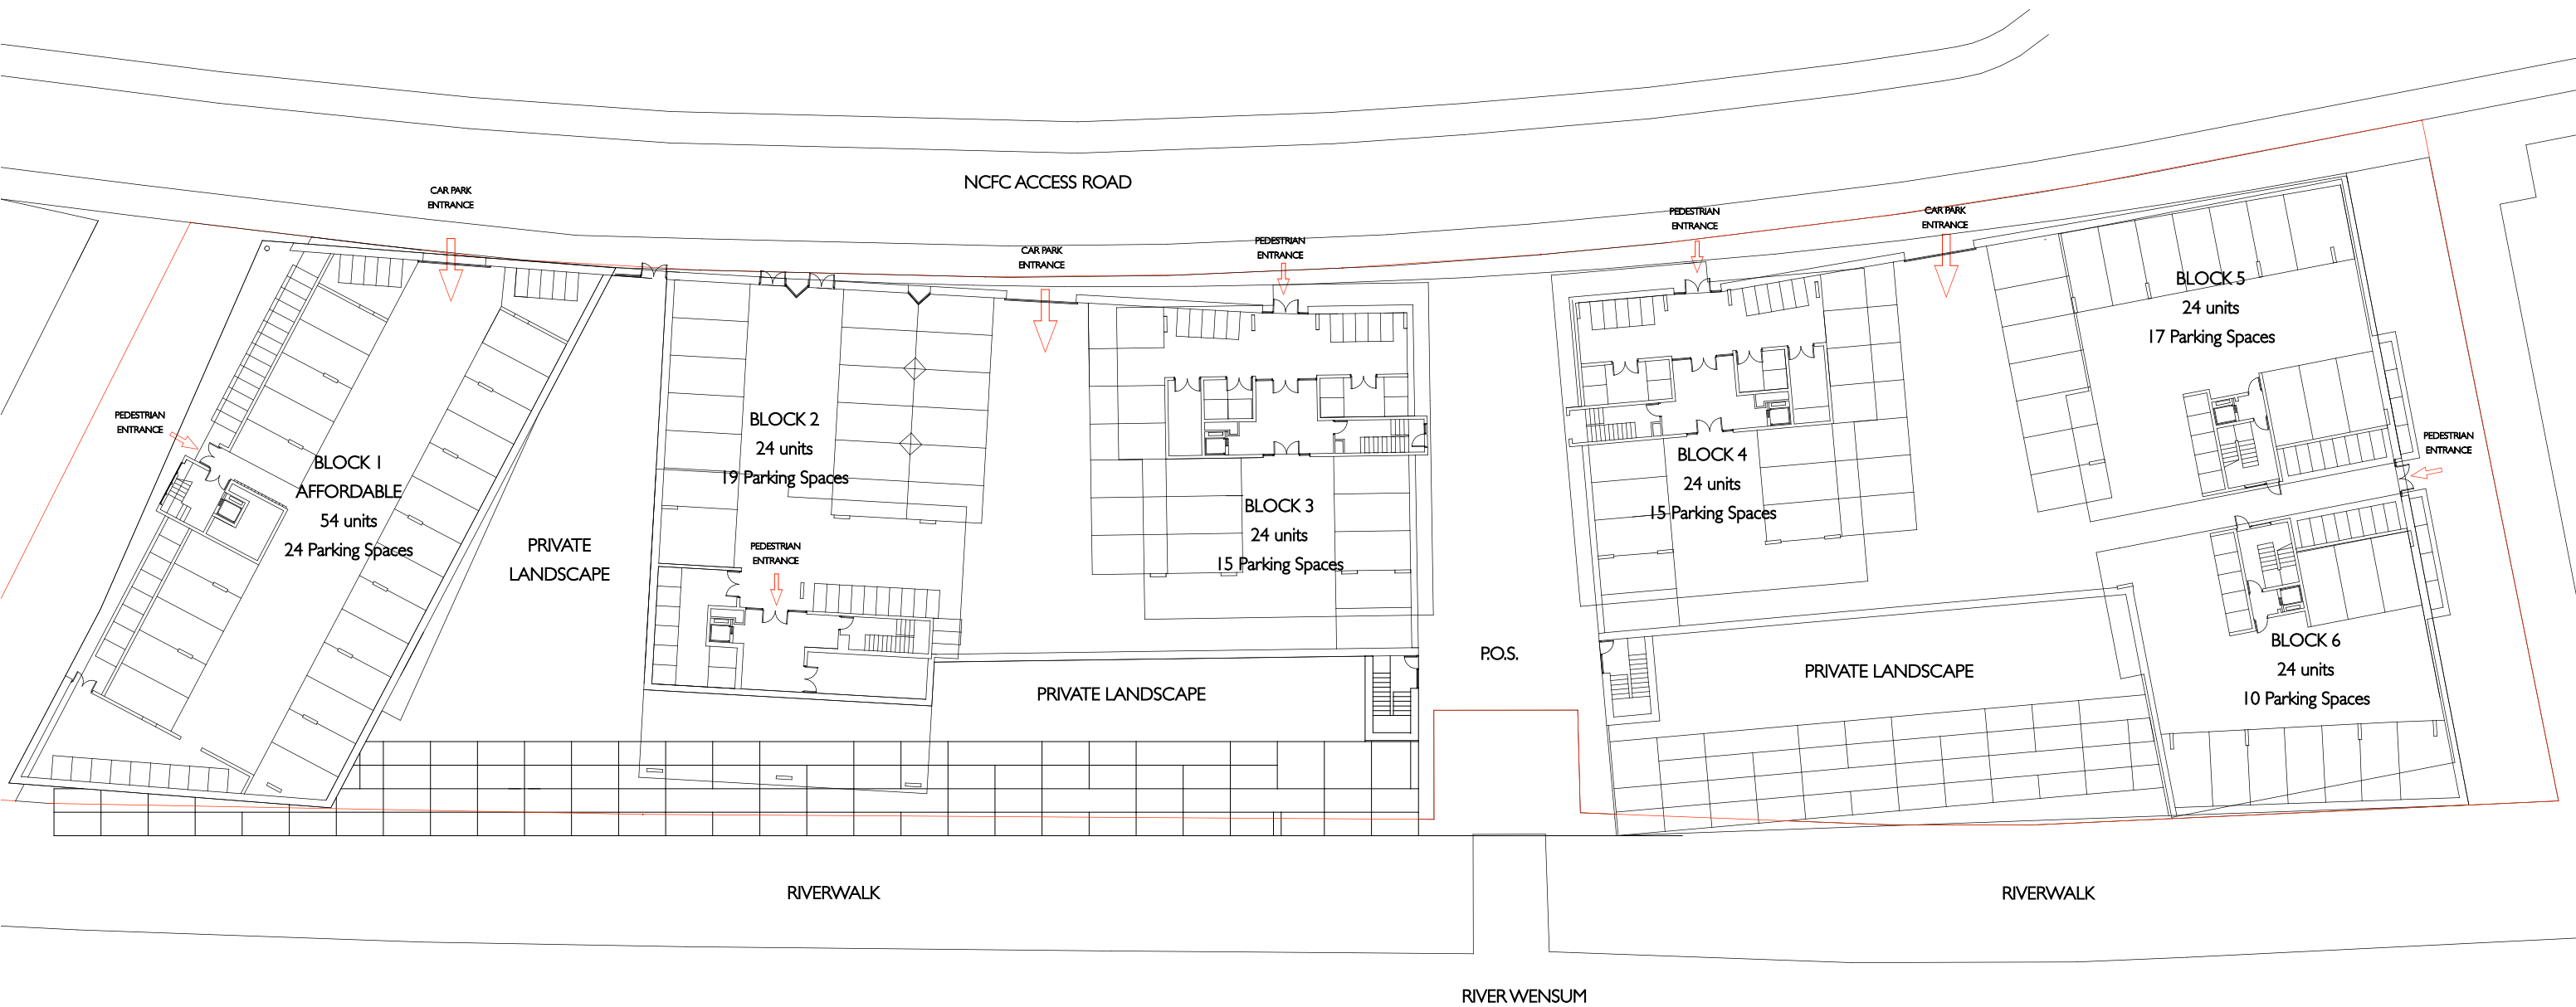 NCFC ACCESS ROAD
CAR PARK
ENTRANCE
CAR PARK
ENTRANCE
PEDESTRIAN
ENTRANCE
PEDESTRIAN
ENTRANCE
CAR PARK
ENTRANCE
PEDESTRIAN
ENTRANCE
BLOCK 1
AFFORDABLE
54 units
24 Parking Spaces
PRIVATE
LANDSCAPE
BLOCK 2
24 units
19 Parking Spaces
PEDESTRIAN
ENTRANCE
BLOCK 3
24 units
15 Parking Spaces
BLOCK 4
24 units
15 Parking Spaces
BLOCK 5
24 units
17 Parking Spaces
PEDESTRIAN
ENTRANCE
BLOCK 6
24 units
10 Parking Spaces
PRIVATE LANDSCAPE
P.O.S.
PRIVATE LANDSCAPE
RIVERWALK
RIVERWALK
RIVER WENSUM